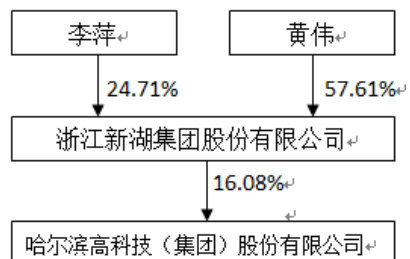 李萍 黄伟
24.71% 57.61%
浙江新湖集团股份有限公司
16.08%
哈尔滨高科技（集团）股份有限公司